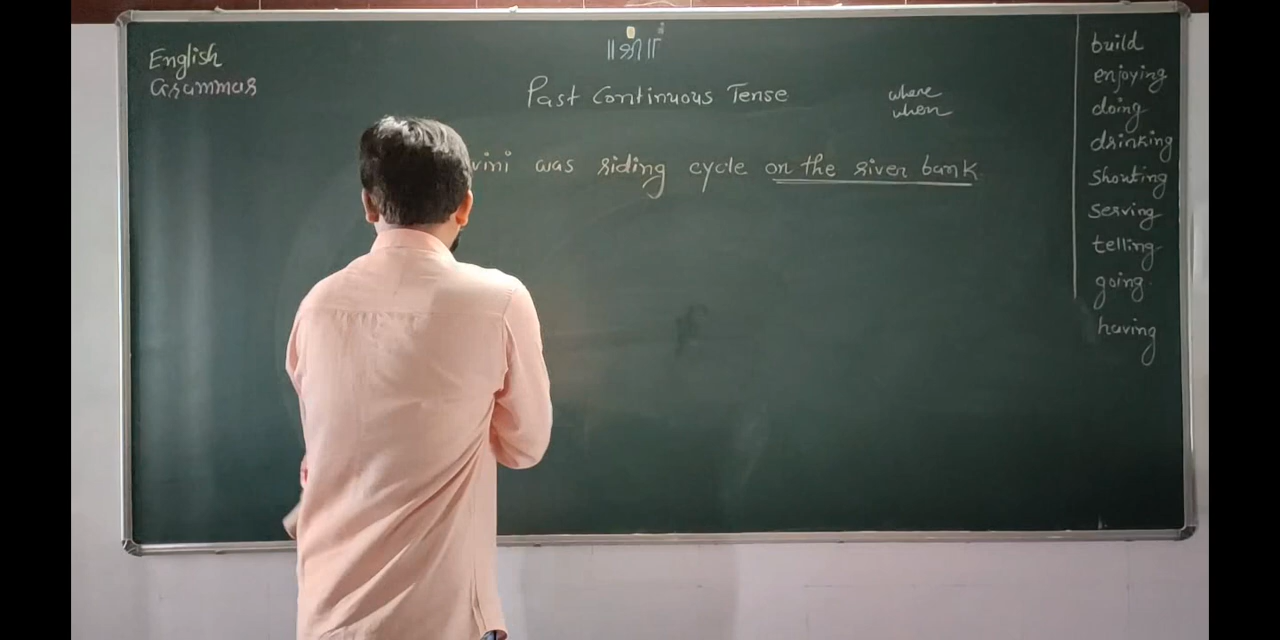 English
Grammar
॥ श्री ॥
Past Continuous Tense
where
when
vini was riding cycle on the river bank
build
enjoying
doing
drinking
shouting
serving
telling
going
having